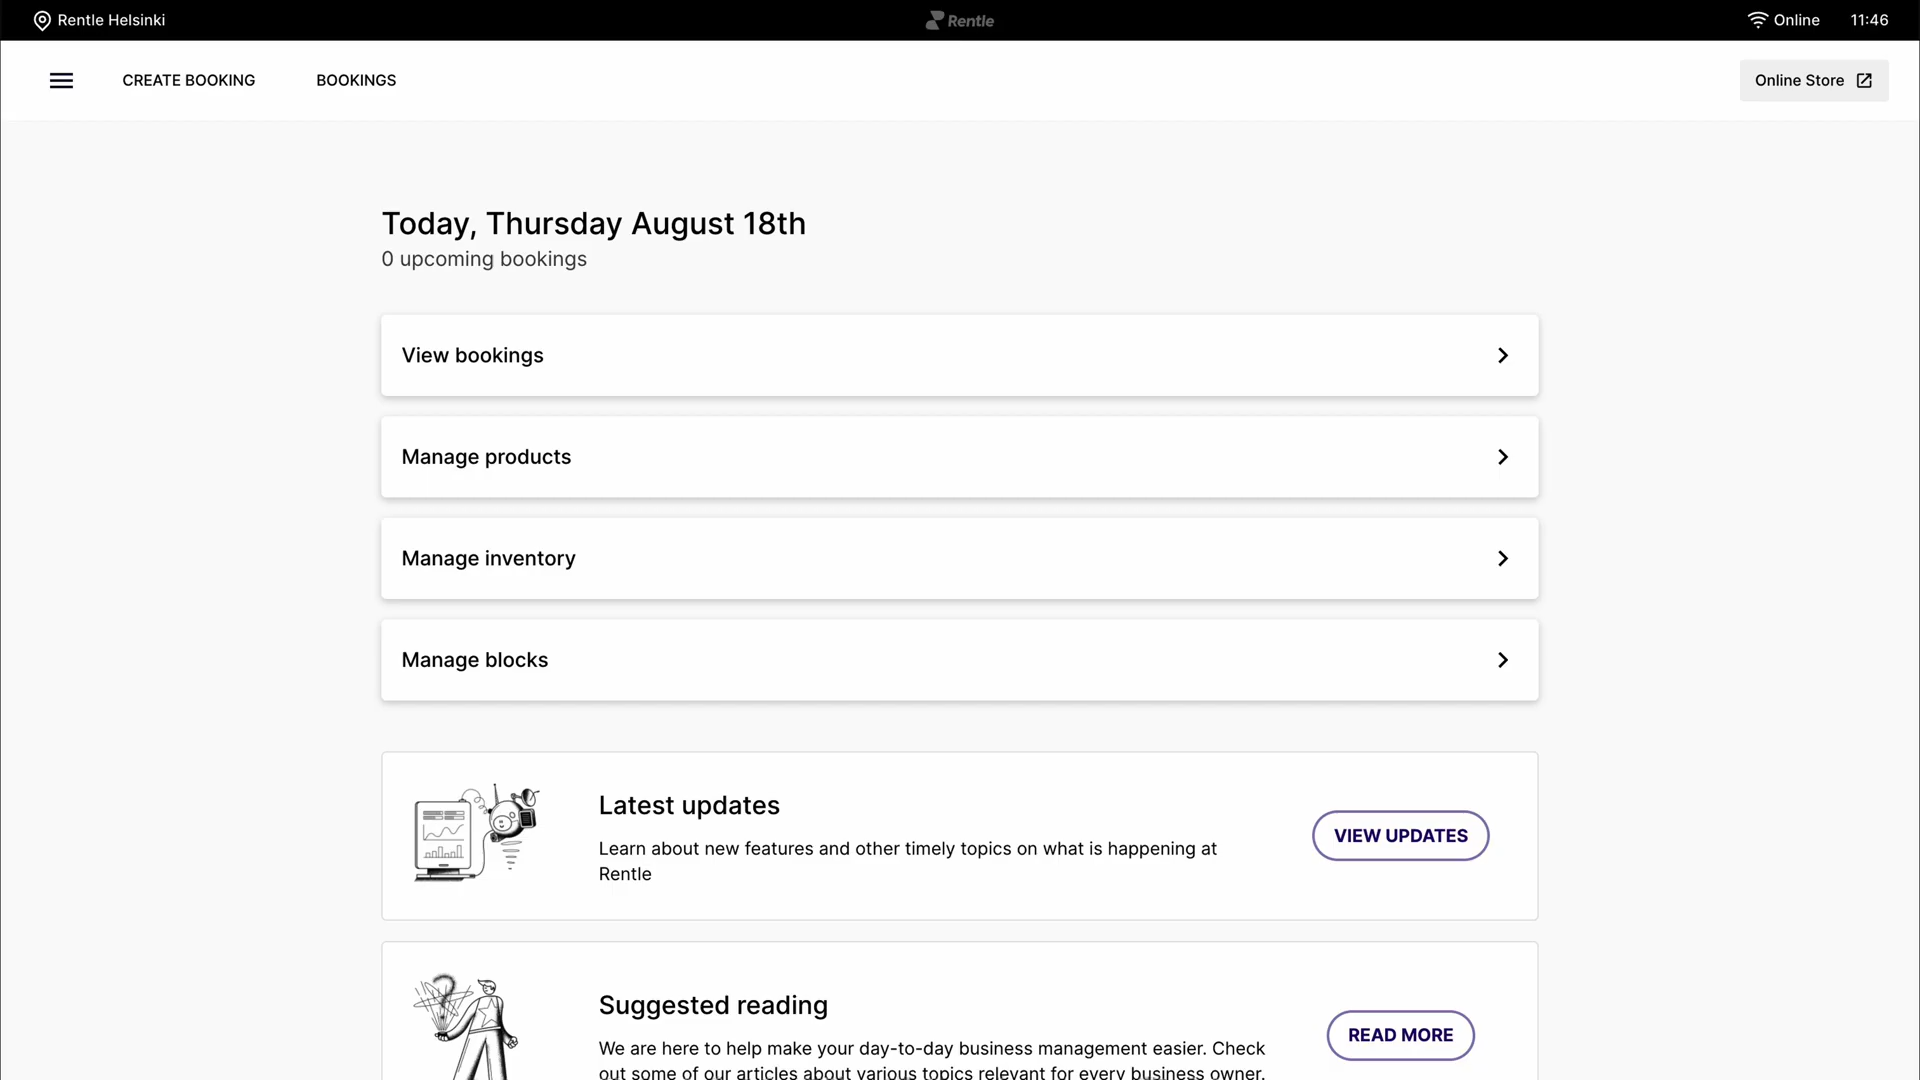 Rentle Helsinki
Rentle
Online
11:46
CREATE BOOKING
BOOKINGS
Online Store
Today, Thursday August 18th
0 upcoming bookings
View bookings
Manage products
Manage inventory
Manage blocks
Latest updates
Learn about new features and other timely topics on what is happening at
Rentle
VIEW UPDATES
Suggested reading
We are here to help make your day-to-day business management easier. Check
out some of our articles about various topics relevant for every business owner.
READ MORE